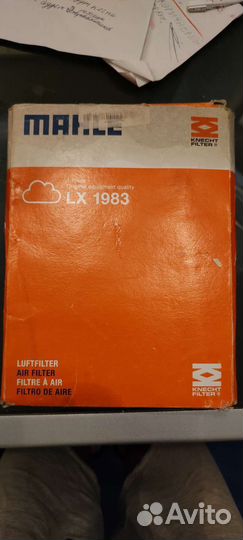 MAHLE
KNECHT
FILTER®
Original equipment quality
LX 1983
LUFTFILTER
AIR FILTER
FILTRE À AIR
FILTRO DE AIRE
KNECHT
FILTER®
Avito